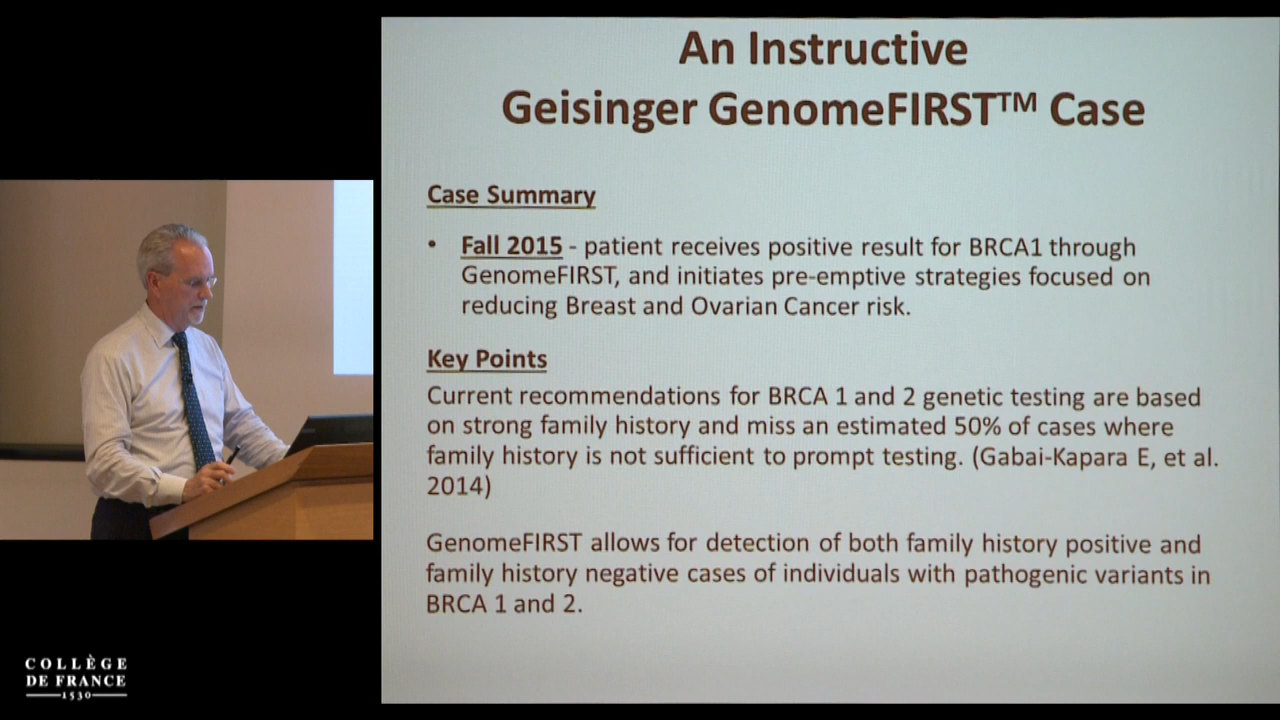 An Instructive
Geisinger GenomeFIRST™ Case
Case Summary
• Fall 2015 - patient receives positive result for BRCA1 through
GenomeFIRST, and initiates pre-emptive strategies focused on
reducing Breast and Ovarian Cancer risk.
Key Points
Current recommendations for BRCA 1 and 2 genetic testing are based
on strong family history and miss an estimated 50% of cases where
family history is not sufficient to prompt testing. (Gabai-Kapara E, et al.
2014)
GenomeFIRST allows for detection of both family history positive and
family history negative cases of individuals with pathogenic variants in
BRCA 1 and 2.
COLLÈGE
DE FRANCE
1530